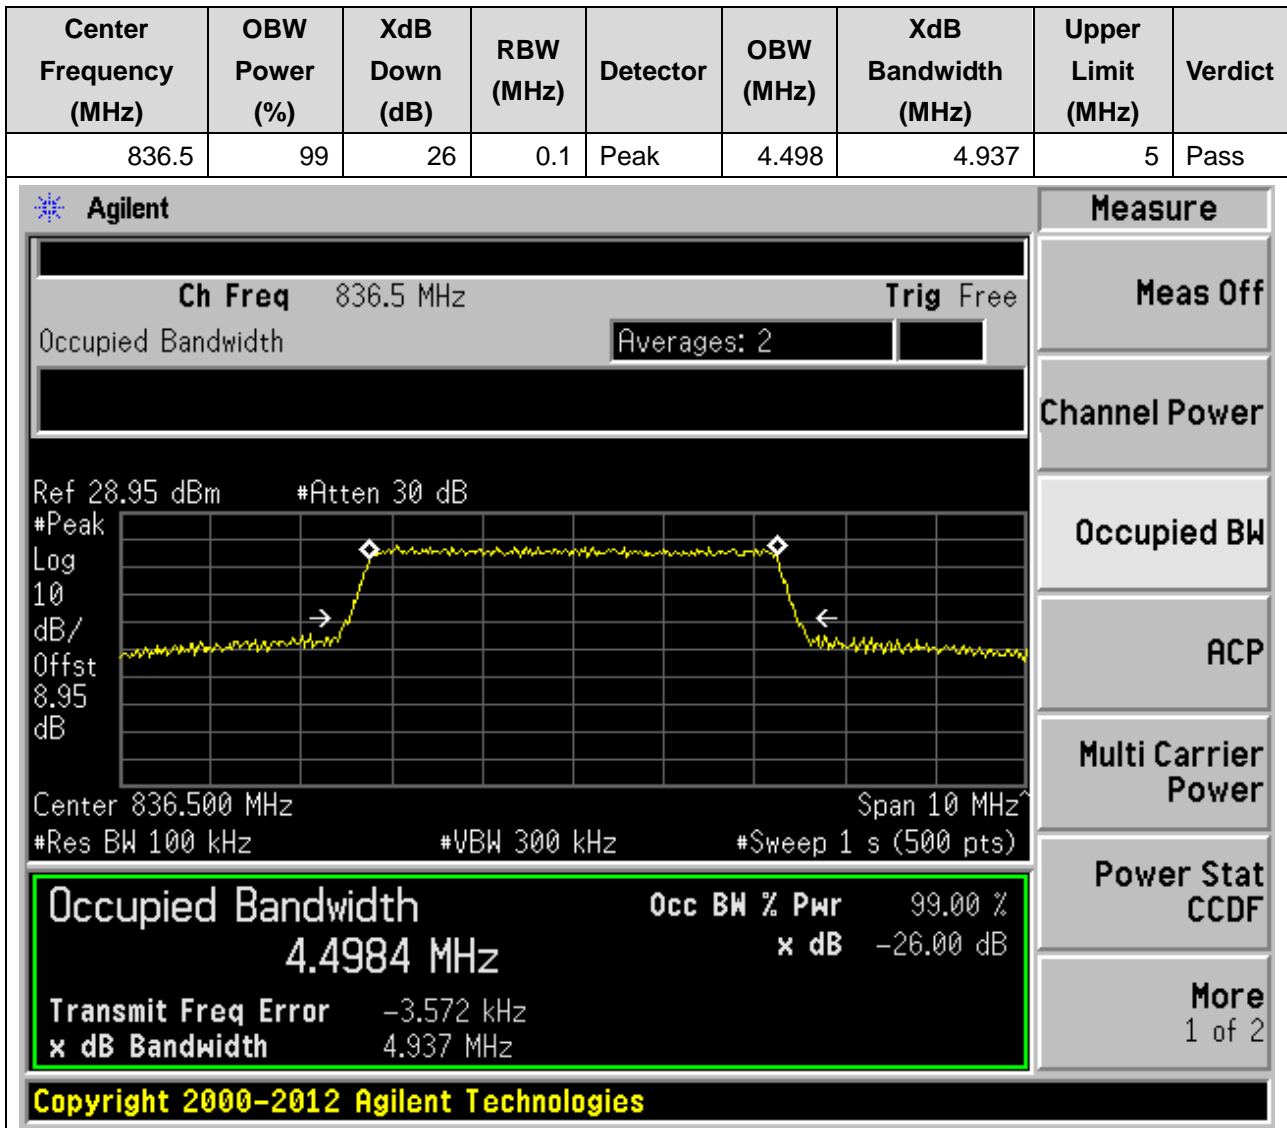 Center Frequency (MHz) OBW Power (%) XdB Down (dB) RBW (MHz) Detector OBW (MHz) XdB Bandwidth (MHz) Upper Limit (MHz) Verdict
836.5 99 26 0.1 Peak 4.498 4.937 5 Pass
Agilent
Measure
Ch Freq 836.5 MHz Trig Free
Meas Off
Occupied Bandwidth Averages: 2
Channel Power
Ref 28.95 dBm #Atten 30 dB
#Peak
Log
10
dB/
Offst
8.95
dB
Occupied BW
ACP
Multi Carrier
Power
Center 836.500 MHz Span 10 MHz^
#Res BW 100 kHz #VBW 300 kHz #Sweep 1 s (500 pts)
Power Stat
CCDF
Occupied Bandwidth Occ BW % Pwr 99.00 %
4.4984 MHz x dB -26.00 dB
Transmit Freq Error -3.572 kHz
x dB Bandwidth 4.937 MHz
More
1 of 2
Copyright 2000-2012 Agilent Technologies